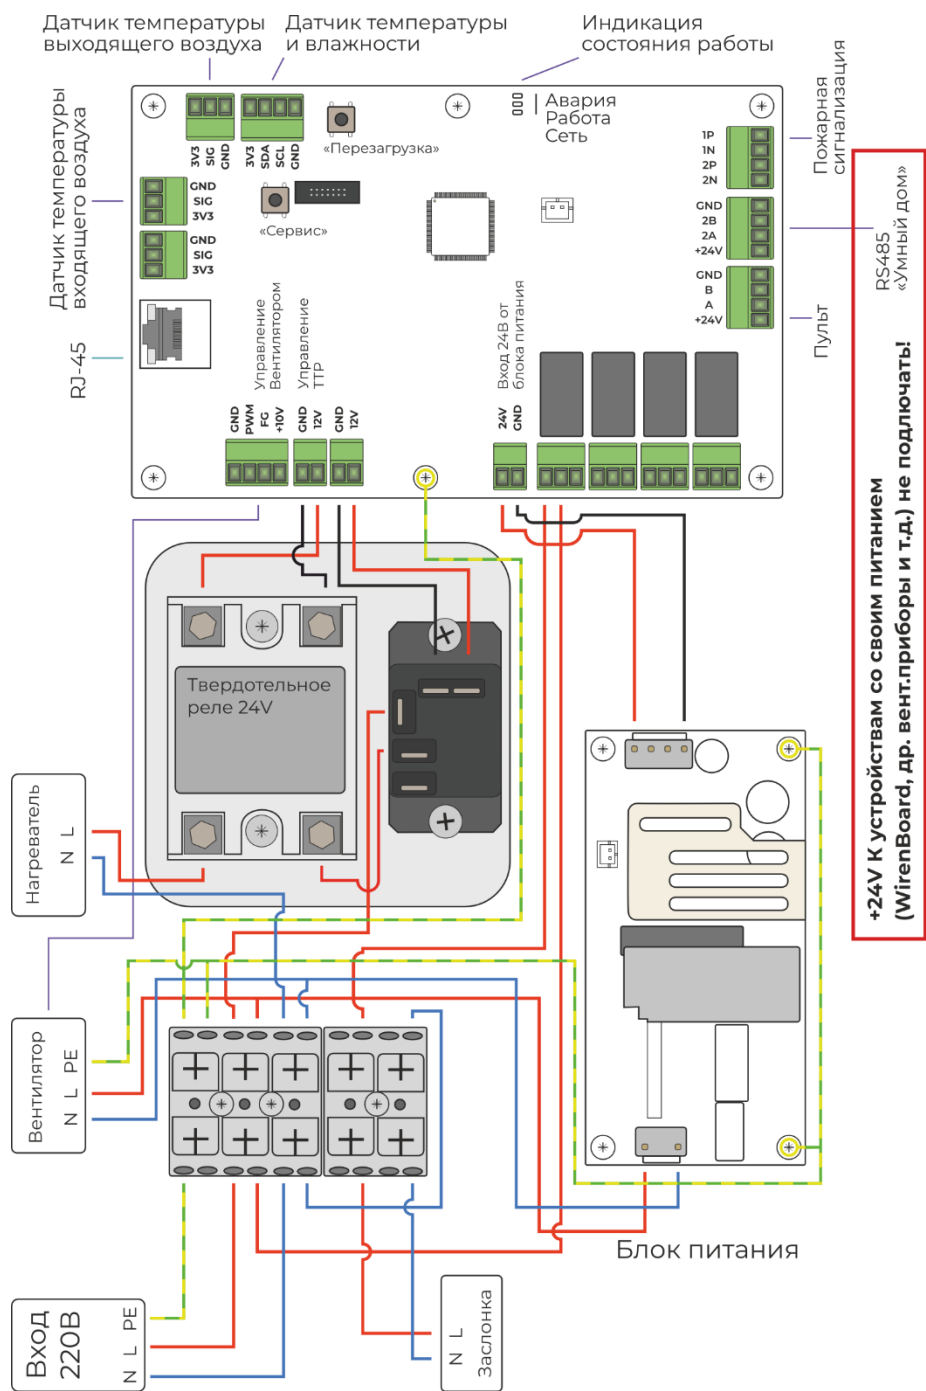 Датчик температуры
выходящего воздуха
Датчик температуры
и влажности
Индикация
состояния работы
Авария
Работа
Сеть
3V3
SIG
GND
3V3
SDA
SCL
GND
«Перезагрузка»
«Сервис»
Датчик температуры
входящего воздуха
GND
SIG
3V3
GND
SIG
3V3
RJ-45
1P
1N
2P
2N
Пожарная
сигнализация
GND
2B
2A
+24V
RS485
«Умный дом»
GND
B
A
+24V
Пульт
Управление
Вентилятором
Управление
ТТР
Вход 24В от
блока питания
GND
PWM
FG
+10V
GND
12V
GND
12V
24V
GND
+24V К устройствам со своим питанием
(WirenBoard, др. вент.приборы и т.д.) не подлючать!
Твердотельное
реле 24V
Нагреватель
N L
Вентилятор
N L PE
Блок питания
Вход
220В
N L PE
Заслонка
N L